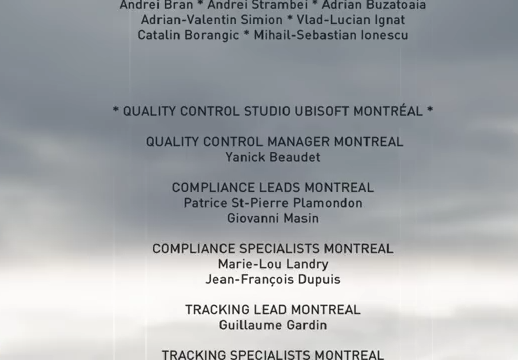 Andrei Bran * Andrei Strambei * Adrian Buzatoaia
Adrian-Valentin Simion * Vlad-Lucian Ignat
Catalin Borangic * Mihail-Sebastian Ionescu
* QUALITY CONTROL STUDIO UBISOFT MONTRÉAL *
QUALITY CONTROL MANAGER MONTREAL
Yanick Beaudet
COMPLIANCE LEADS MONTREAL
Patrice St-Pierre Plamondon
Giovanni Masin
COMPLIANCE SPECIALISTS MONTREAL
Marie-Lou Landry
Jean-François Dupuis
TRACKING LEAD MONTREAL
Guillaume Gardin
TRACKING SPECIALISTS MONTREAL